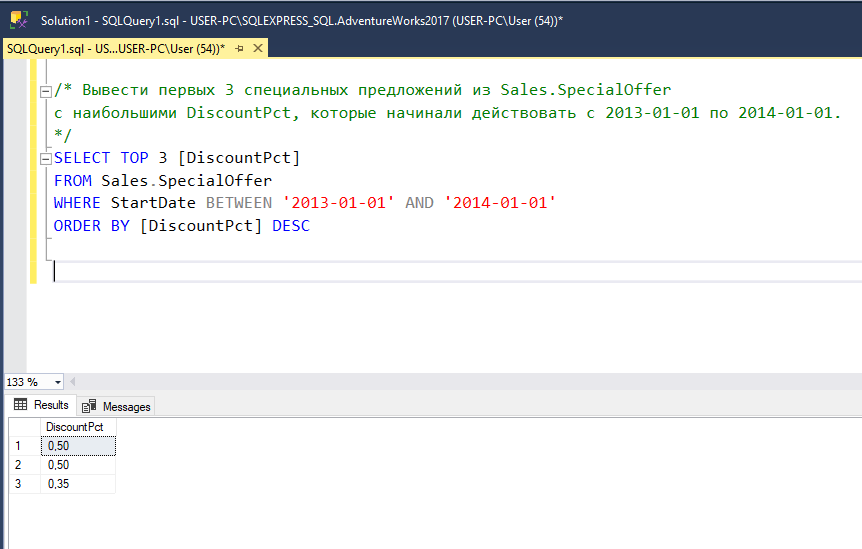 Solution1 - SQLQuery1.sql - USER-PC\SQLEXPRESS_SQL.AdventureWorks2017 (USER-PC\User (54))*
SQLQuery1.sql - US...USER-PC\User (54))*
/* Вывести первых 3 специальных предложений из Sales.SpecialOffer
с наибольшими DiscountPct, которые начинали действовать с 2013-01-01 по 2014-01-01.
*/
SELECT TOP 3 [DiscountPct]
FROM Sales.SpecialOffer
WHERE StartDate BETWEEN '2013-01-01' AND '2014-01-01'
ORDER BY [DiscountPct] DESC
133 %
Results Messages
DiscountPct
1 0,50
2 0,50
3 0,35